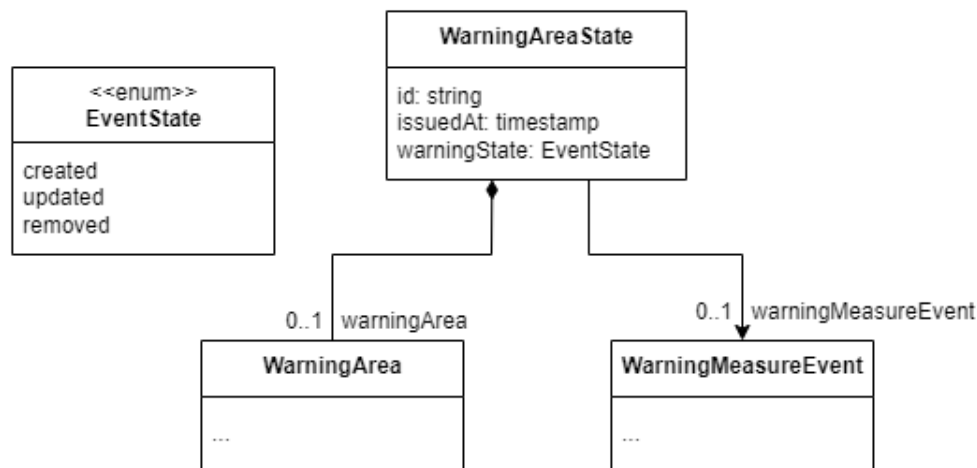 WarningAreaState
id: string
issuedAt: timestamp
warningState: EventState
<<enum>>
EventState
created
updated
removed
0..1 warningArea
0..1 warningMeasureEvent
WarningArea
...
WarningMeasureEvent
...